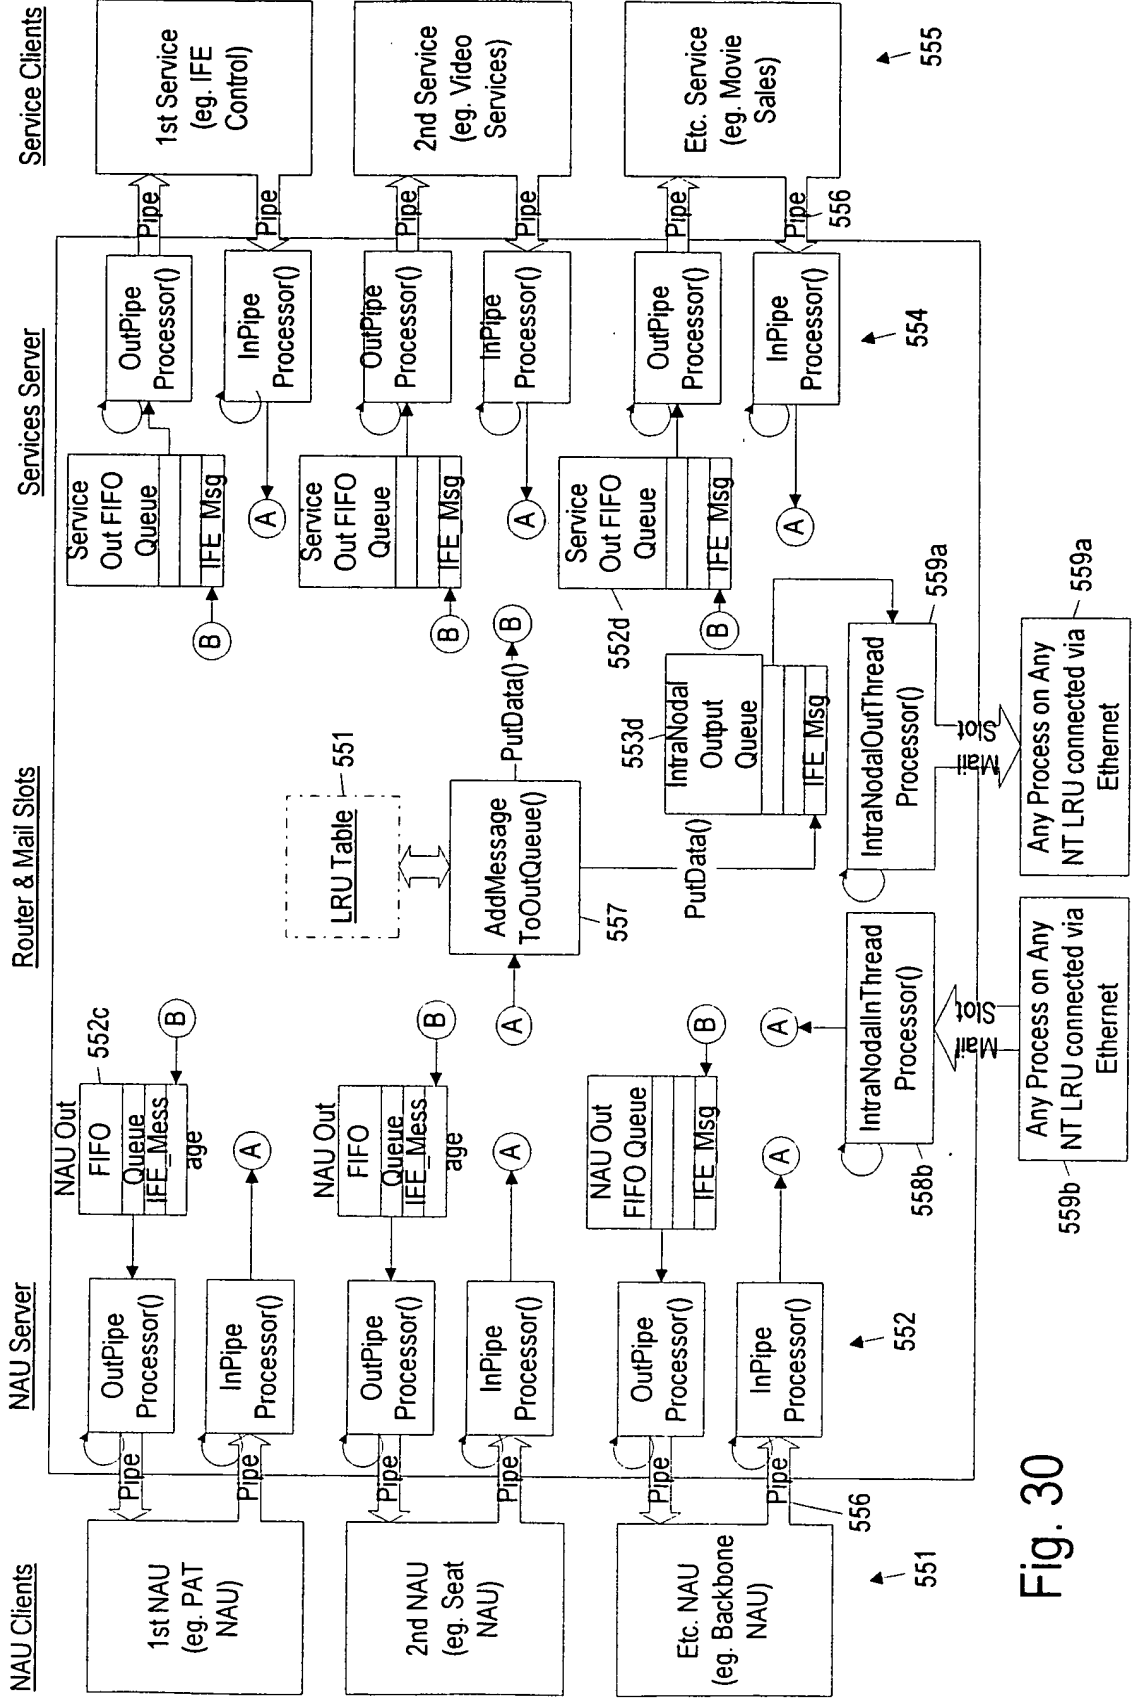 NAU Clients
NAU Server
Router & Mail Slots
Services Server
Service Clients
1st NAU
(eg. PAT
NAU)
Pipe
Pipe
OutPipe
Processor()
InPipe
Processor()
NAU Out
FIFO
Queue
IFE_Mess
age
552c
B
A
2nd NAU
(eg. Seat
NAU)
Pipe
Pipe
OutPipe
Processor()
InPipe
Processor()
NAU Out
FIFO
Queue
IFE_Mess
age
B
A
Etc. NAU
(eg. Backbone
NAU)
Pipe
Pipe
556
551
OutPipe
Processor()
InPipe
Processor()
552
NAU Out
FIFO Queue
IFE_Msg
B
A
LRU Table
551
A
AddMessage
ToOutQueue()
557
PutData()
B
PutData()
IntraNodal
Output
Queue
IFE_Msg
553d
A
IntraNodalInThread
Processor()
558b
IntraNodalOutThread
Processor()
559a
Mail
Slot
Mail
Slot
Any Process on Any
NT LRU connected via
Ethernet
559b
Any Process on Any
NT LRU connected via
Ethernet
559a
B
Service
Out FIFO
Queue
IFE_Msg
A
OutPipe
Processor()
InPipe
Processor()
Pipe
Pipe
1st Service
(eg. IFE
Control)
B
Service
Out FIFO
Queue
IFE_Msg
A
OutPipe
Processor()
InPipe
Processor()
Pipe
Pipe
2nd Service
(eg. Video
Services)
B
Service
Out FIFO
Queue
IFE_Msg
552d
A
OutPipe
Processor()
InPipe
Processor()
554
Pipe
Pipe
556
Etc. Service
(eg. Movie
Sales)
555
Fig. 30